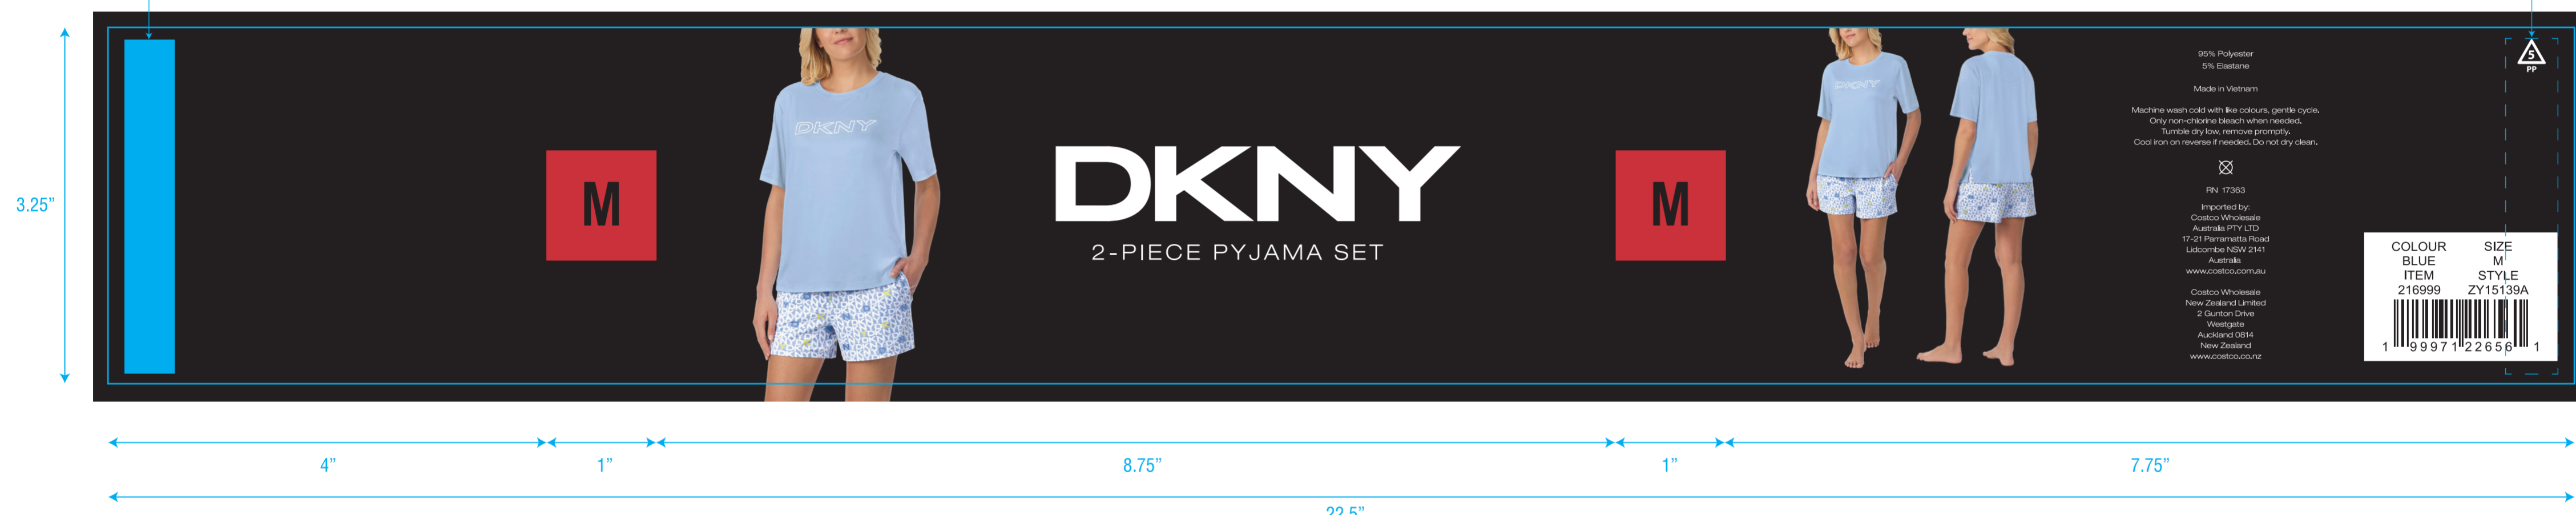 3.25"
M
DKNY
DKNY
2-PIECE PYJAMA SET
M
DKNY
95% Polyester
5% Elastane
Made in Vietnam
Machine wash cold with like colours, gentle cycle.
Only non-chlorine bleach when needed.
Tumble dry low, remove promptly.
Cool iron on reverse if needed. Do not dry clean.
RN 17363
Imported by:
Costco Wholesale
Australia PTY LTD
17-21 Parramatta Road
Lidcombe NSW 2141
Australia
www.costco.com.au
Costco Wholesale
New Zealand Limited
2 Gunton Drive
Westgate
Auckland 0814
New Zealand
www.costco.co.nz
5
PP
COLOUR SIZE
BLUE M
ITEM STYLE
216999 ZY15139A
1 99971 22656 1
4" 1" 8.75" 1" 7.75"
22.5"